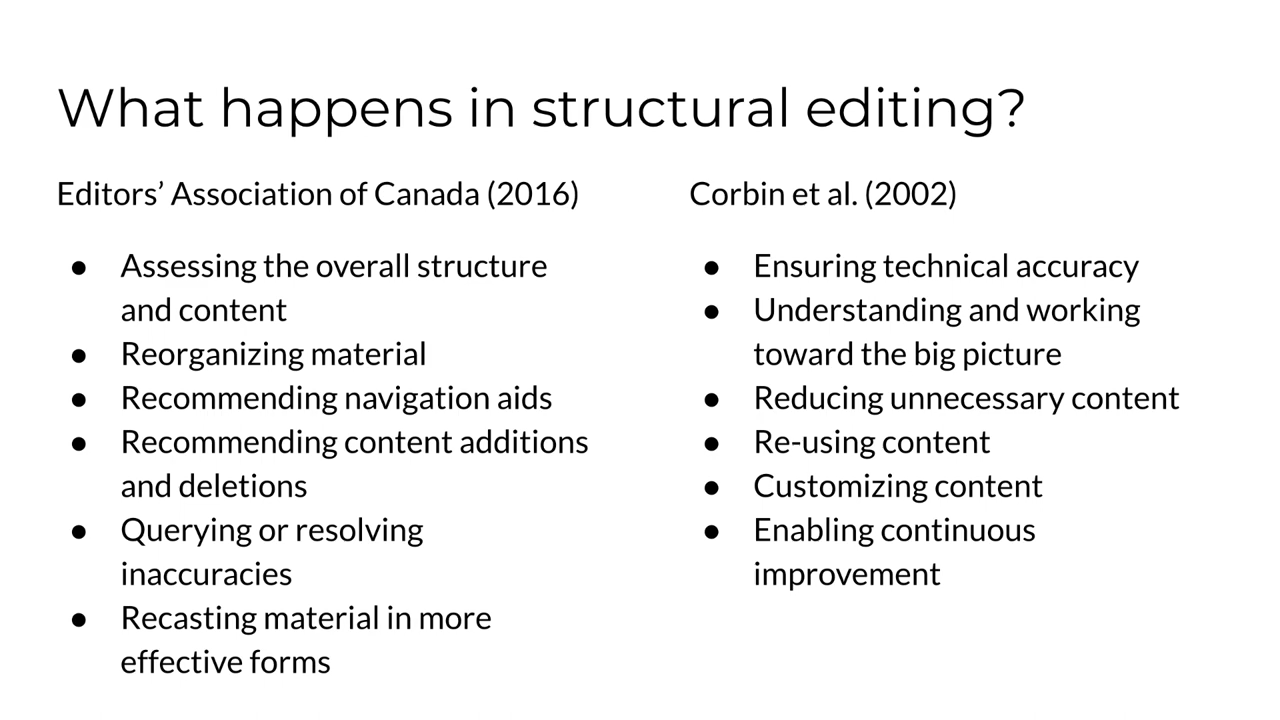 What happens in structural editing?
Editors’ Association of Canada (2016)
● Assessing the overall structure
and content
● Reorganizing material
● Recommending navigation aids
● Recommending content additions
and deletions
● Querying or resolving
inaccuracies
● Recasting material in more
effective forms
Corbin et al. (2002)
● Ensuring technical accuracy
● Understanding and working
toward the big picture
● Reducing unnecessary content
● Re-using content
● Customizing content
● Enabling continuous
improvement